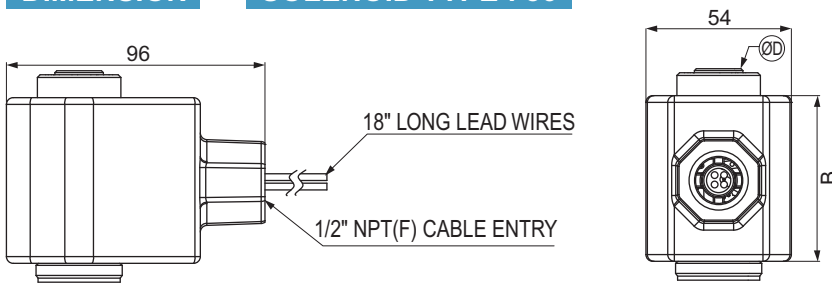 96
54
ØD
18" LONG LEAD WIRES
B
1/2" NPT(F) CABLE ENTRY